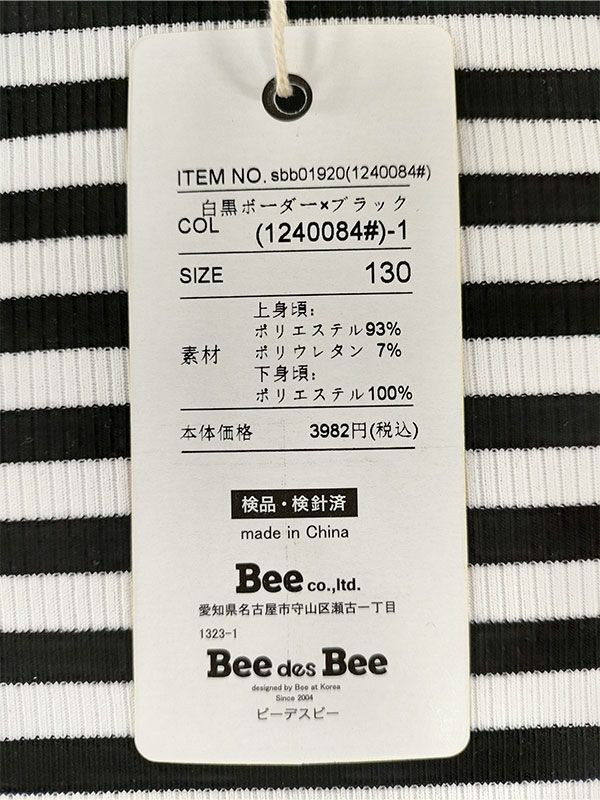 ITEM NO. sbb01920(1240084#)
白黒ボーダー×ブラック
COL (1240084#)-1
SIZE 130
上身頃:
ポリエステル93%
素材 ポリウレタン 7%
下身頃:
ポリエステル100%
本体価格 3982円(税込)
検品・検針済
made in China
Bee co.,ltd.
愛知県名古屋市守山区瀬古一丁目
1323-1
Bee des Bee
designed by Bee at Korea
Since 2004
ビーデスビー